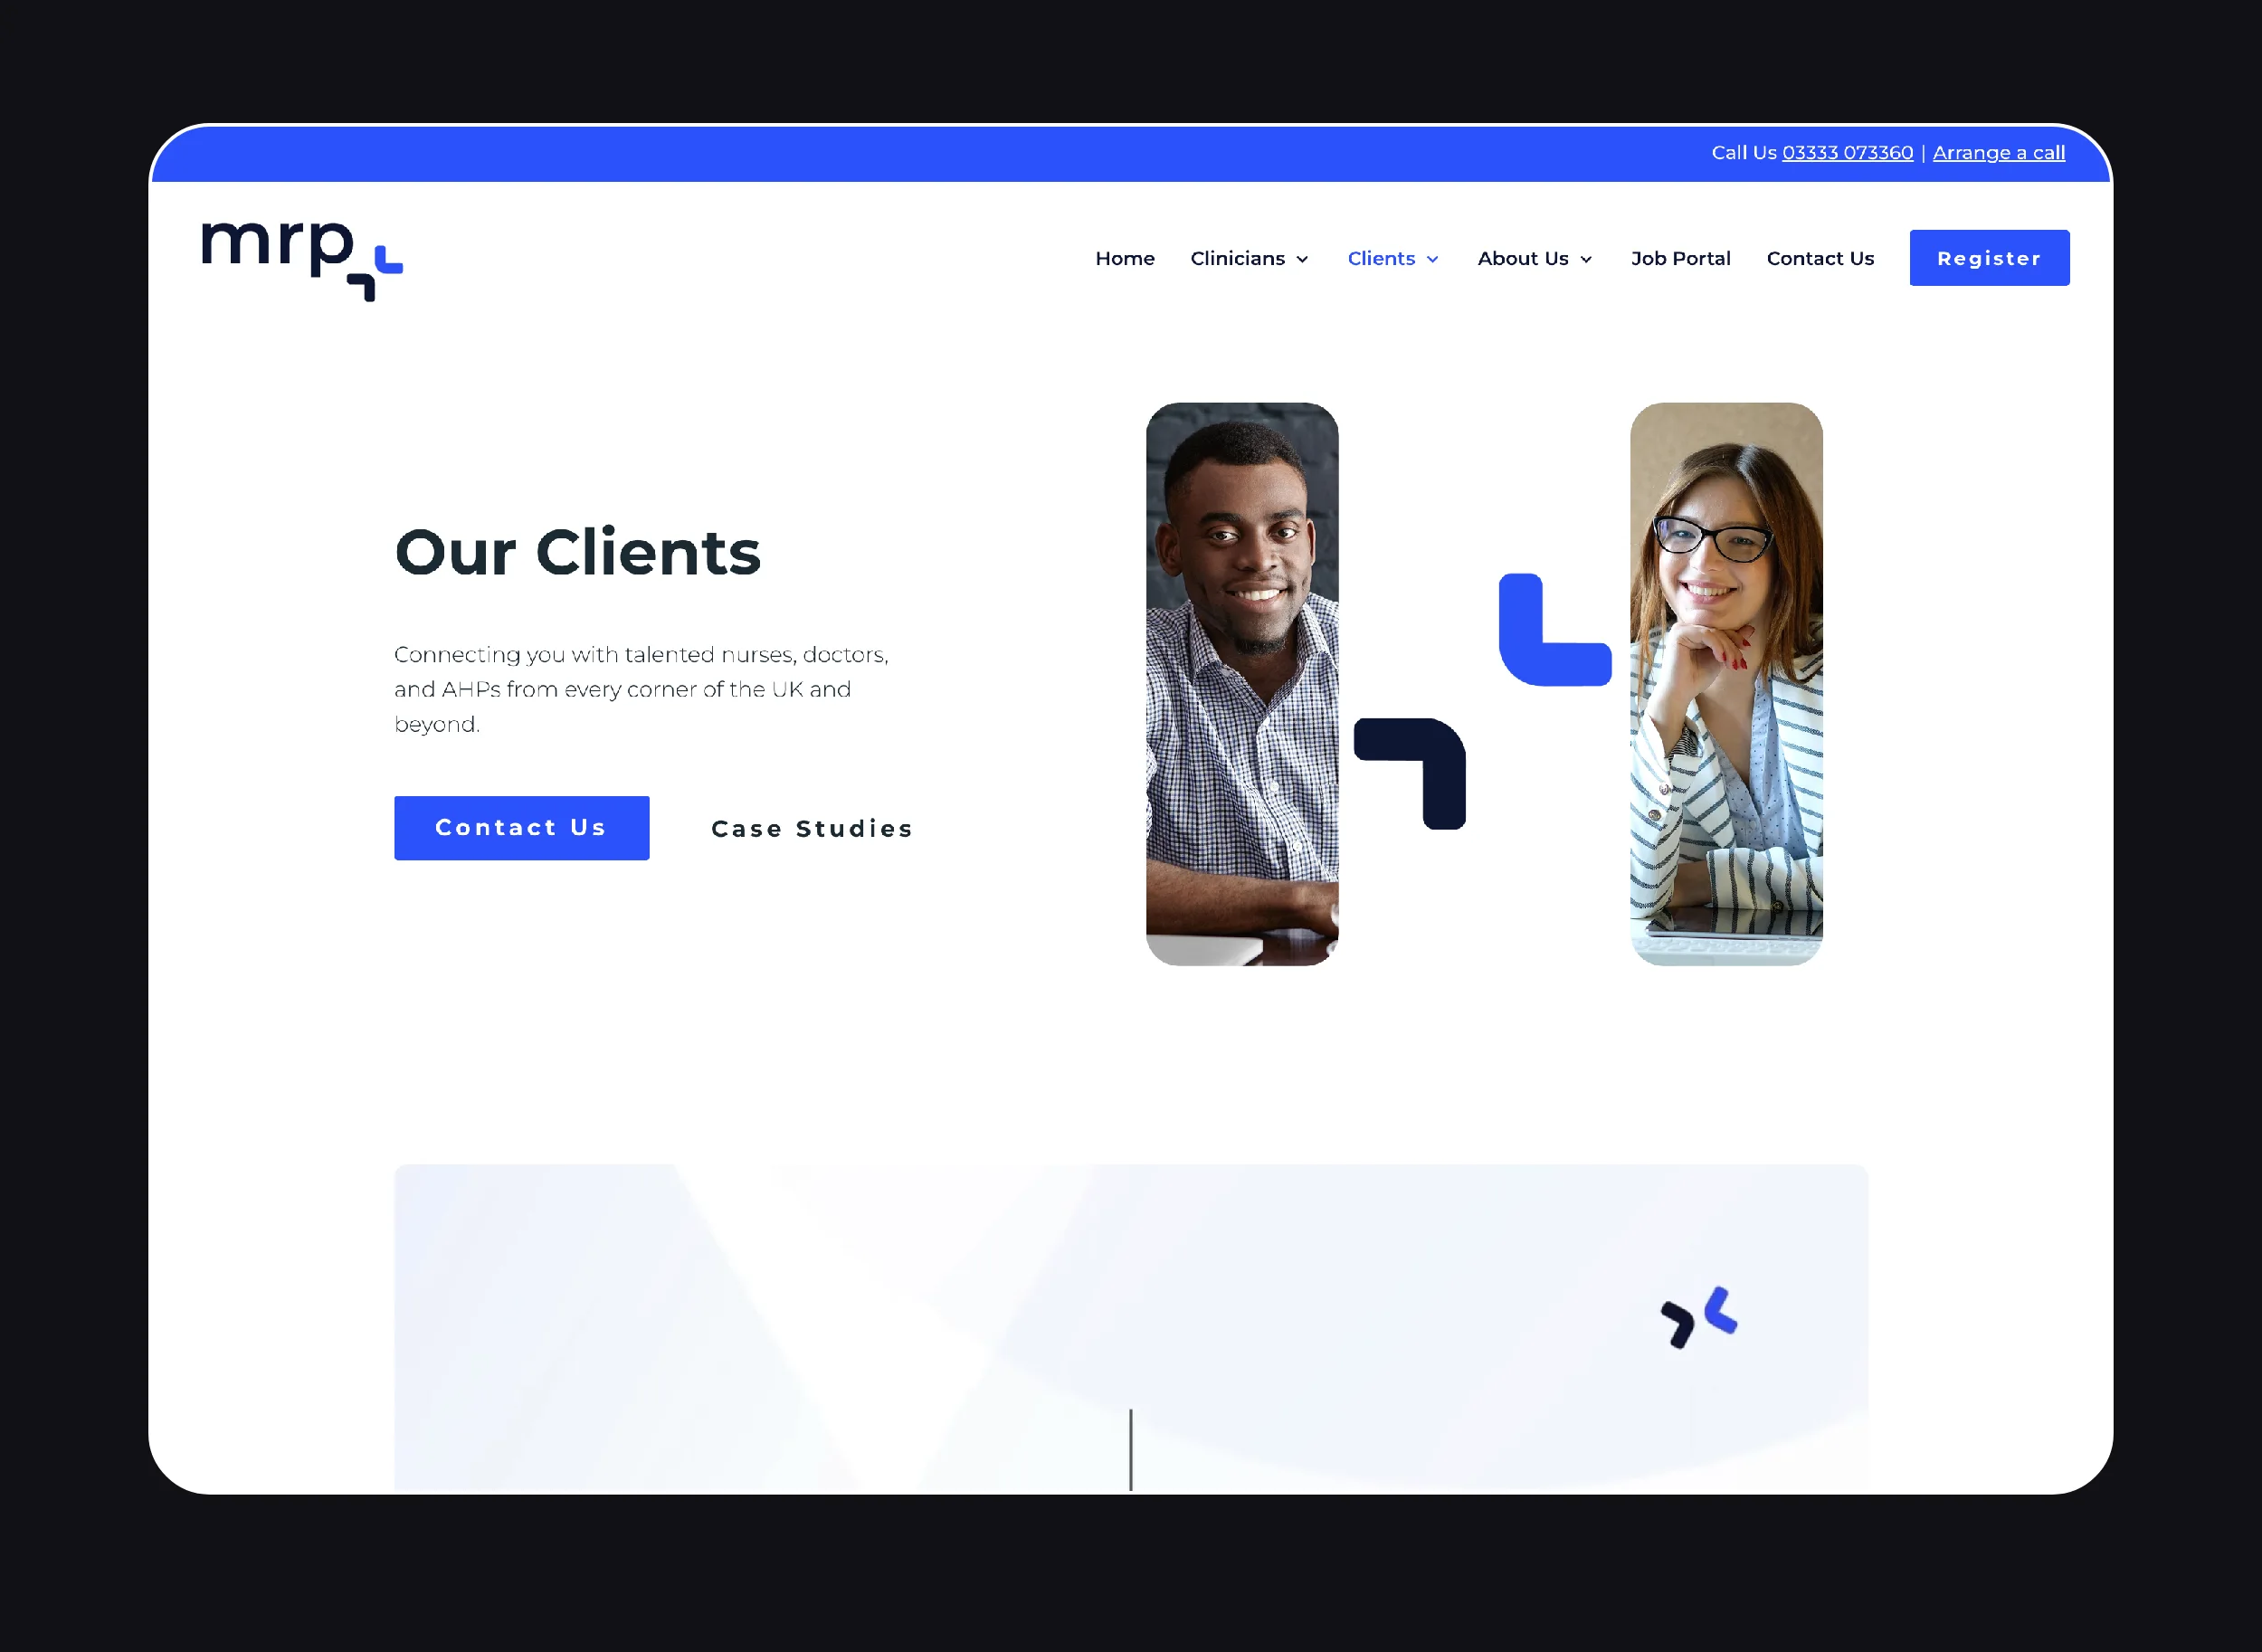 Call Us 03333 073360 | Arrange a call
mrp
Home Clinicians Clients About Us Job Portal Contact Us Register
Our Clients
Connecting you with talented nurses, doctors,
and AHPs from every corner of the UK and
beyond.
Contact Us Case Studies